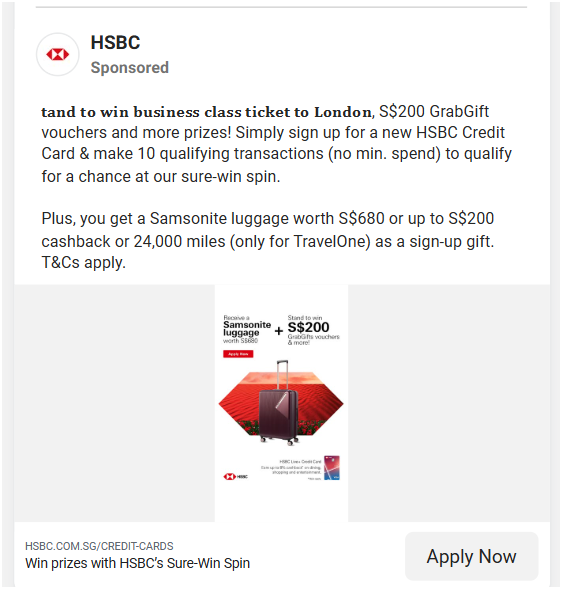 HSBC
Sponsored
tand to win business class ticket to London, S$200 GrabGift
vouchers and more prizes! Simply sign up for a new HSBC Credit
Card & make 10 qualifying transactions (no min. spend) to qualify
for a chance at our sure-win spin.
Plus, you get a Samsonite luggage worth S$680 or up to S$200
cashback or 24,000 miles (only for TravelOne) as a sign-up gift.
T&Cs apply.
Receive a
Samsonite
luggage
worth S$680
+
Stand to win
S$200
GrabGifts vouchers
& more!
Apply Now
HSBC Live+ Credit Card
Earn up to 8% cashback on dining,
shopping and entertainment.
HSBC
HSBC.COM.SG/CREDIT-CARDS
Win prizes with HSBC's Sure-Win Spin
Apply Now